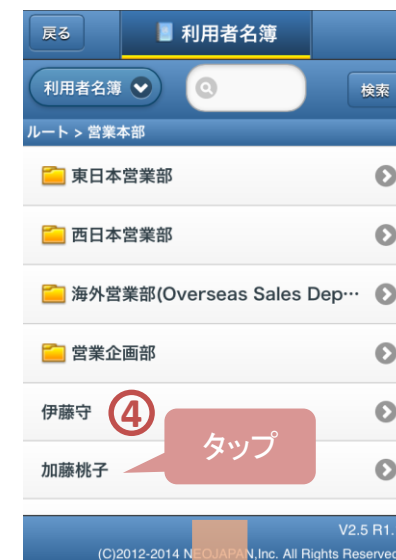 戻る 利用者名簿
利用者名簿 検索
ルート > 営業本部
東日本営業部
西日本営業部
海外営業部(Overseas Sales Dep…
営業企画部
伊藤守 ④
タップ
加藤桃子
V2.5 R1.
(C)2012-2014 NEOJAPAN,Inc. All Rights Reserved